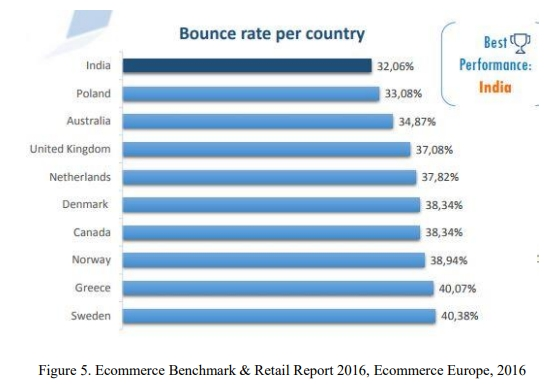 Bounce rate per country
Best
Performance:
India
India 32,06%
Poland 33,08%
Australia 34,87%
United Kingdom 37,08%
Netherlands 37,82%
Denmark 38,34%
Canada 38,34%
Norway 38,94%
Greece 40,07%
Sweden 40,38%
Figure 5. Ecommerce Benchmark & Retail Report 2016, Ecommerce Europe, 2016